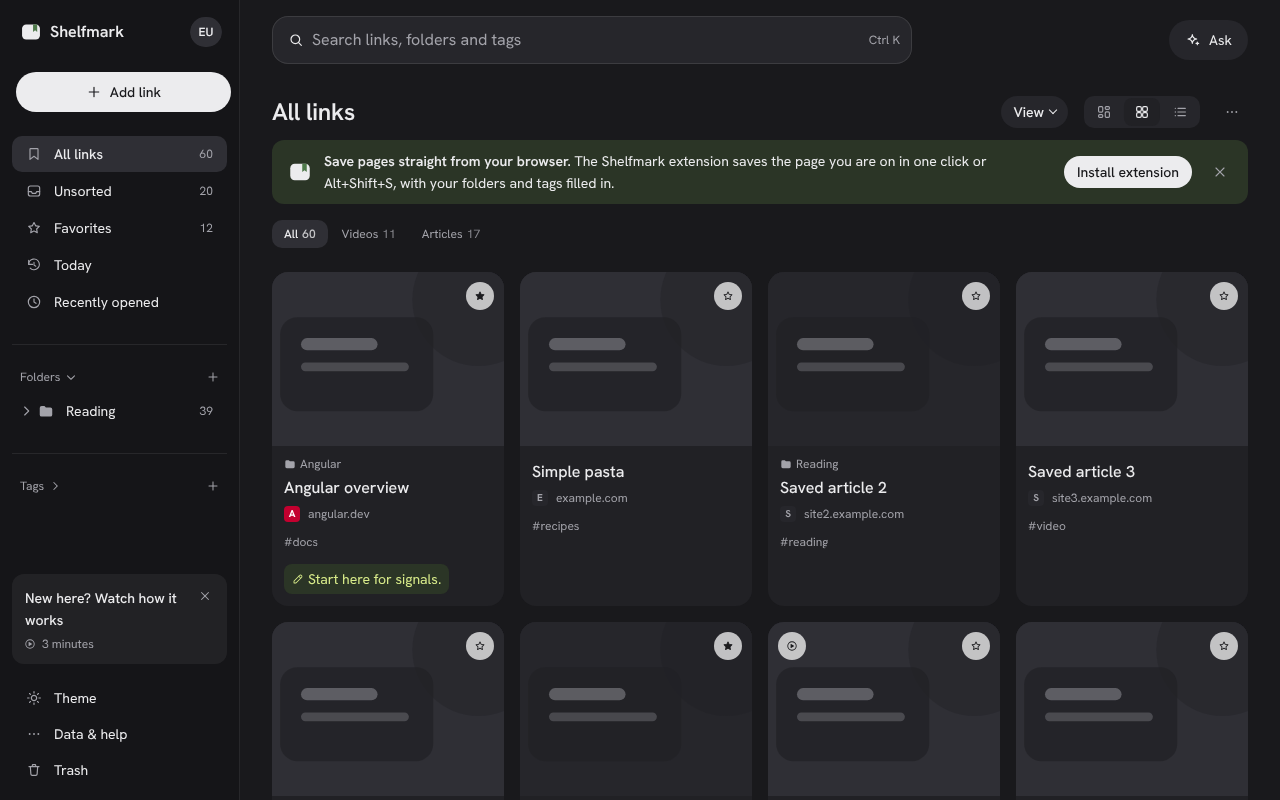 Shelfmark
EU
Add link
All links 60
Unsorted 20
Favorites 12
Today
Recently opened
Folders
Reading 39
Tags
New here? Watch how it
works
3 minutes
Theme
Data & help
Trash
Search links, folders and tags Ctrl K
Ask
All links
View
Save pages straight from your browser. The Shelfmark extension saves the page you are on in one click or
Alt+Shift+S, with your folders and tags filled in.
Install extension
All 60 Videos 11 Articles 17
Angular
Angular overview
A angular.dev
#docs
Start here for signals.
Simple pasta
E example.com
#recipes
Reading
Saved article 2
S site2.example.com
#reading
Saved article 3
S site3.example.com
#video